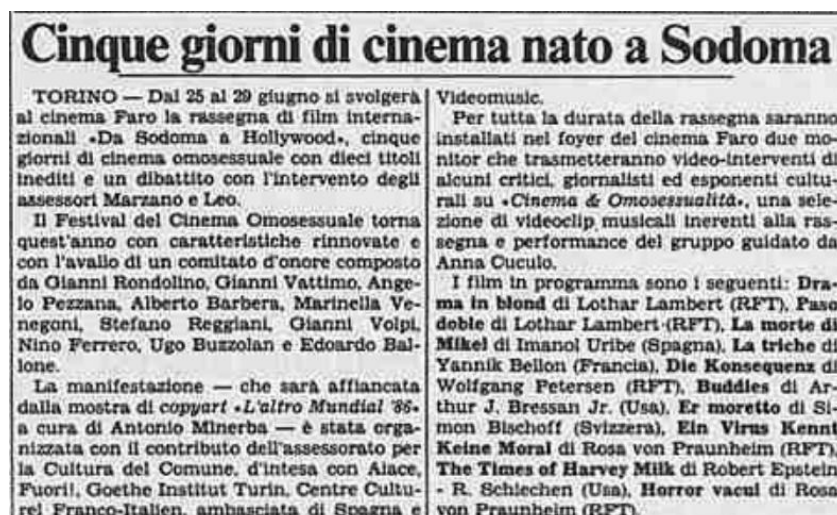 Cinque giorni di cinema nato a Sodoma
TORINO — Dal 25 al 29 giugno si svolgerà
al cinema Faro la rassegna di film interna-
zionali «Da Sodoma a Hollywood», cinque
giorni di cinema omosessuale con dieci titoli
inediti e un dibattito con l'intervento degli
assessori Marzano e Leo.
Il Festival del Cinema Omosessuale torna
quest'anno con caratteristiche rinnovate e
con l'avallo di un comitato d'onore composto
da Gianni Rondolino, Gianni Vattimo, Ange-
lo Pezzana, Alberto Barbera, Marinella Ve-
negoni, Stefano Reggiani, Gianni Volpi,
Nino Ferrero, Ugo Buzzolan e Edoardo Bal-
lone.
La manifestazione — che sarà affiancata
dalla mostra di copyart «L'altro Mundial '86»
a cura di Antonio Minerba — è stata orga-
nizzata con il contributo dell'assessorato per
la Cultura del Comune, d'intesa con Aiace,
Fuori!, Goethe Institut Turin, Centre Cultu-
rel Franco-Italien, ambasciata di Spagna e
Videomusic.
Per tutta la durata della rassegna saranno
installati nel foyer del cinema Faro due mo-
nitor che trasmetteranno video-interventi di
alcuni critici, giornalisti ed esponenti cultu-
rali su «Cinema & Omosessualità», una sele-
zione di videoclip musicali inerenti alla ras-
segna e performance del gruppo guidato da
Anna Cuculo.
I film in programma sono i seguenti: Dra-
ma in blond di Lothar Lambert (RFT), Paso
doble di Lothar Lambert (RFT), La morte di
Mikel di Imanol Uribe (Spagna), La triche di
Yannik Bellon (Francia), Die Konsequenz di
Wolfgang Petersen (RFT), Buddies di Ar-
thur J. Bressan Jr. (Usa), Er moretto di Si-
mon Bischoff (Svizzera), Ein Virus Kennt
Keine Moral di Rosa von Praunheim (RFT),
The Times of Harvey Milk di Robert Epstein
- R. Schiechen (Usa), Horror vacui di Rosa
von Praunheim (RFT).